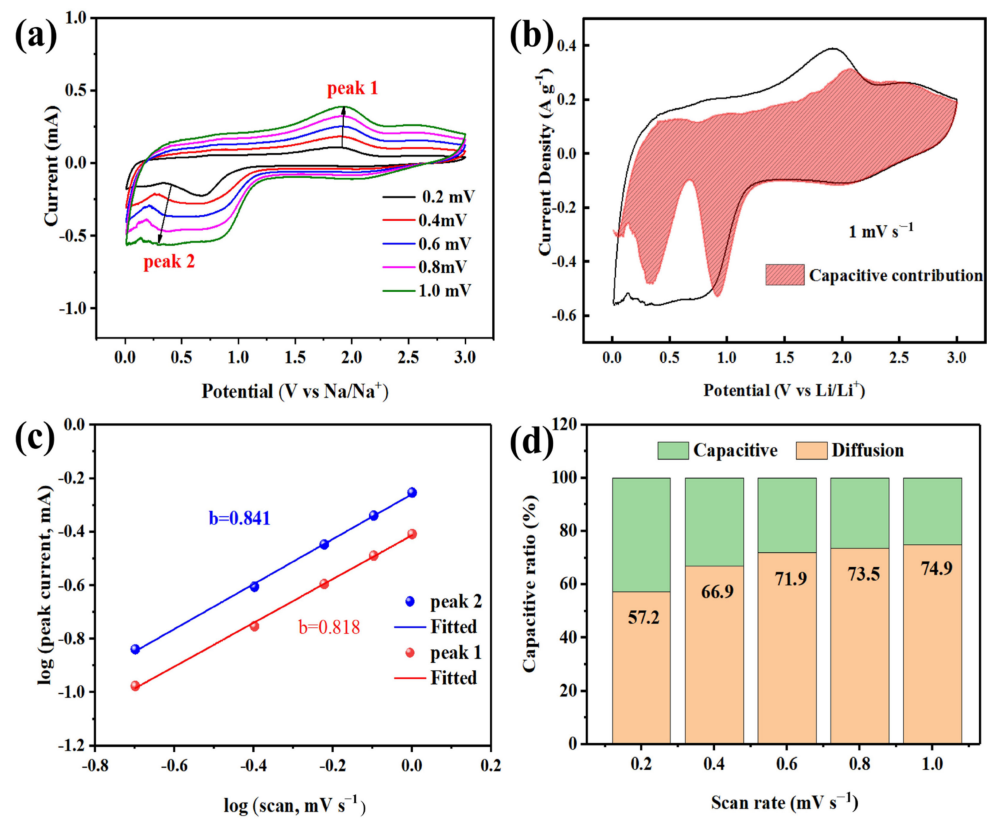 (a)
Current (mA)
1.0
0.5
0.0
-0.5
-1.0
peak 1
peak 2
0.2 mV
0.4mV
0.6 mV
0.8mV
1.0 mV
0.0 0.5 1.0 1.5 2.0 2.5 3.0
Potential (V vs Na/Na⁺)
(b)
Current Density (A g⁻¹)
0.4
0.2
0.0
-0.2
-0.4
-0.6
1 mV s⁻¹
Capacitive contribution
0.0 0.5 1.0 1.5 2.0 2.5 3.0
Potential (V vs Li/Li⁺)
(c)
log (peak current, mA)
0.0
-0.2
-0.4
-0.6
-0.8
-1.0
-1.2
b=0.841
b=0.818
peak 2
Fitted
peak 1
Fitted
-0.8 -0.6 -0.4 -0.2 0.0 0.2
log (scan, mV s⁻¹)
(d)
Capacitive ratio (%)
120
100
80
60
40
20
0
Capacitive Diffusion
57.2 66.9 71.9 73.5 74.9
0.2 0.4 0.6 0.8 1.0
Scan rate (mV s⁻¹)